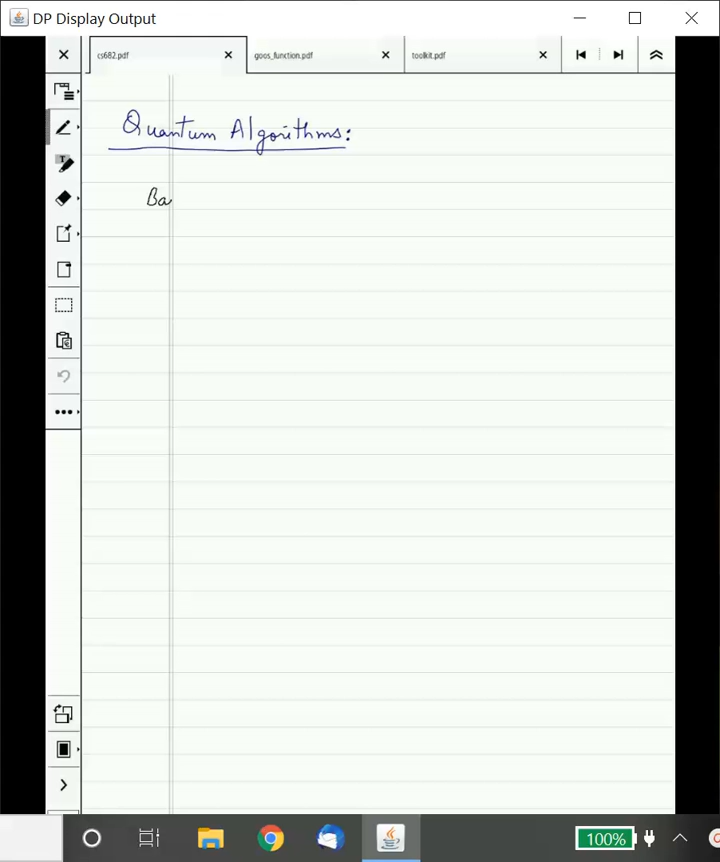 DP Display Output
cs682.pdf
goos_function.pdf
toolkit.pdf
Quantum Algorithms:
Ba
100%